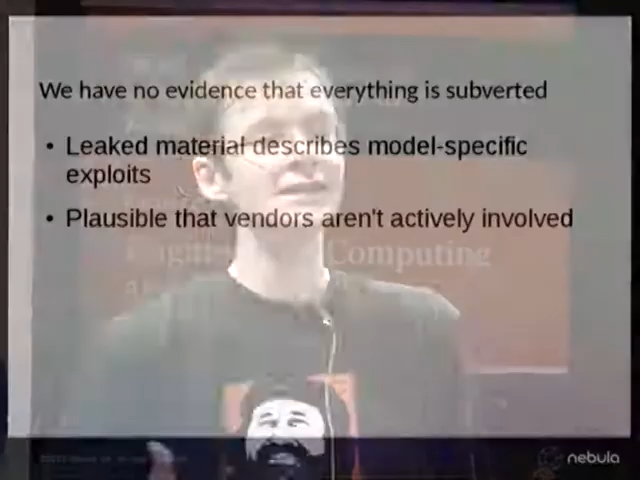 We have no evidence that everything is subverted
• Leaked material describes model-specific
exploits
• Plausible that vendors aren't actively involved
Computing
nebula